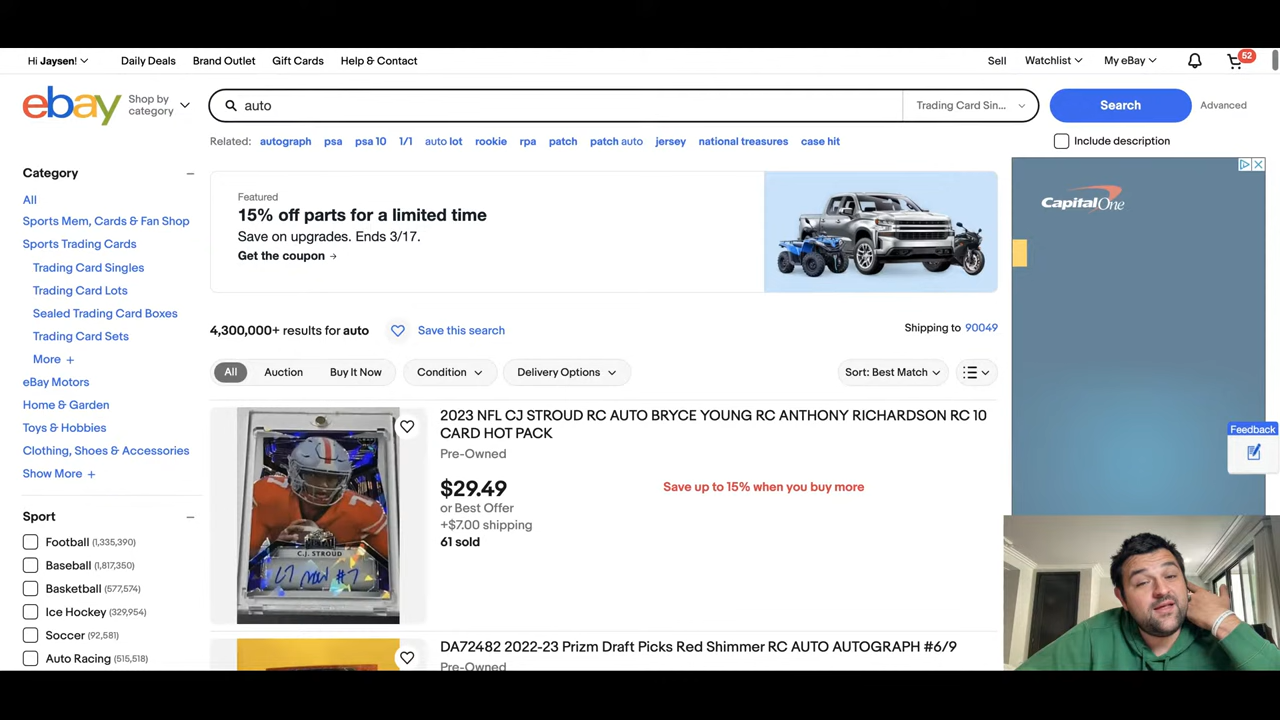 Hi Jaysen!
Daily Deals
Brand Outlet
Gift Cards
Help & Contact
Sell
Watchlist
My eBay
52
ebay
Shop by
category
auto
Trading Card Sin...
Search
Advanced
Related:
autograph
psa
psa 10
1/1
auto lot
rookie
rpa
patch
patch auto
jersey
national treasures
case hit
Include description
Category
All
Sports Mem, Cards & Fan Shop
Sports Trading Cards
Trading Card Singles
Trading Card Lots
Sealed Trading Card Boxes
Trading Card Sets
More +
eBay Motors
Home & Garden
Toys & Hobbies
Clothing, Shoes & Accessories
Show More +
Sport
Football (1,335,390)
Baseball (1,817,350)
Basketball (577,574)
Ice Hockey (329,954)
Soccer (92,581)
Auto Racing (515,518)
Featured
15% off parts for a limited time
Save on upgrades. Ends 3/17.
Get the coupon →
4,300,000+ results for auto
Save this search
Shipping to 90049
All
Auction
Buy It Now
Condition
Delivery Options
Sort: Best Match
2023 NFL CJ STROUD RC AUTO BRYCE YOUNG RC ANTHONY RICHARDSON RC 10
CARD HOT PACK
Pre-Owned
$29.49
or Best Offer
+$7.00 shipping
61 sold
Save up to 15% when you buy more
C.J. STROUD
DA72482 2022-23 Prizm Draft Picks Red Shimmer RC AUTO AUTOGRAPH #6/9
Pre-Owned
Capital One
Feedback